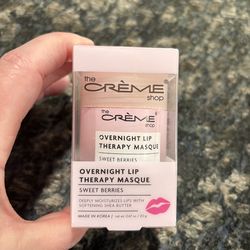 the
CRÈME
shop
the
CRÈME
shop
OVERNIGHT LIP
THERAPY MASQUE
SWEET BERRIES
OVERNIGHT LIP
THERAPY MASQUE
SWEET BERRIES
DEEPLY MOISTURIZES LIPS WITH
SOFTENING SHEA BUTTER
MADE IN KOREA